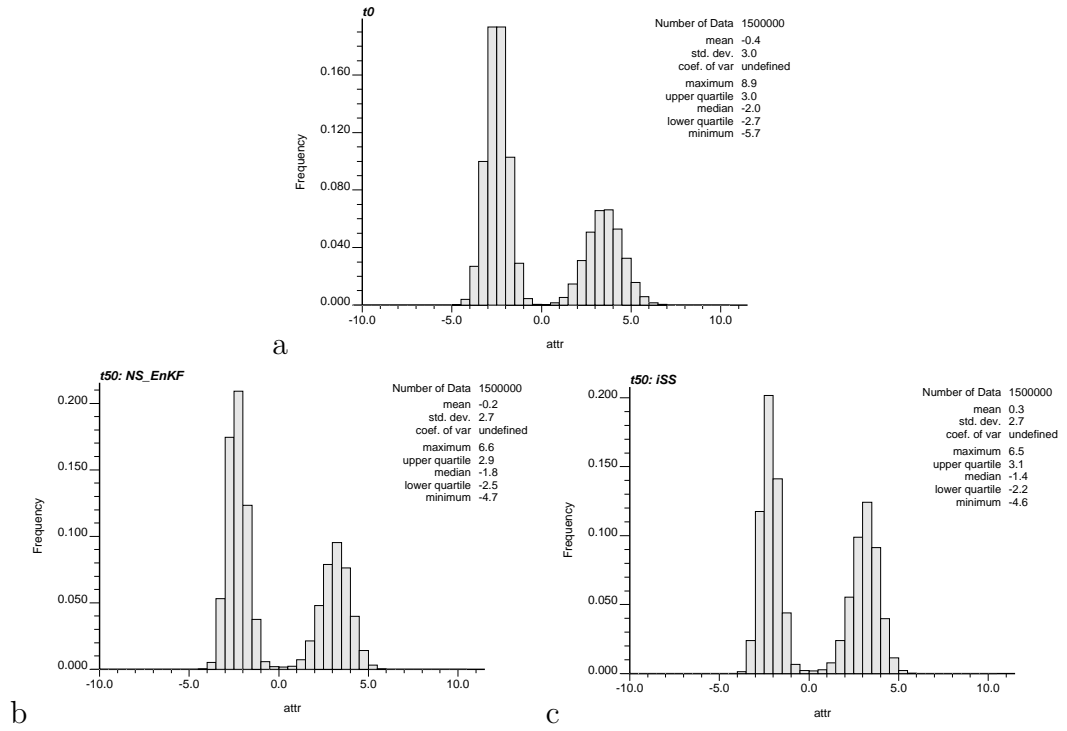 t0
Number of Data 1500000
mean -0.4
std. dev. 3.0
coef. of var undefined
maximum 8.9
upper quartile 3.0
median -2.0
lower quartile -2.7
minimum -5.7
Frequency
0.160
0.120
0.080
0.040
0.000
-10.0 -5.0 0.0 5.0 10.0
attr
a
t50: NS_EnKF
Number of Data 1500000
mean -0.2
std. dev. 2.7
coef. of var undefined
maximum 6.6
upper quartile 2.9
median -1.8
lower quartile -2.5
minimum -4.7
Frequency
0.200
0.150
0.100
0.050
0.000
-10.0 -5.0 0.0 5.0 10.0
attr
b
t50: iSS
Number of Data 1500000
mean 0.3
std. dev. 2.7
coef. of var undefined
maximum 6.5
upper quartile 3.1
median -1.4
lower quartile -2.2
minimum -4.6
Frequency
0.200
0.150
0.100
0.050
0.000
-10.0 -5.0 0.0 5.0 10.0
attr
c